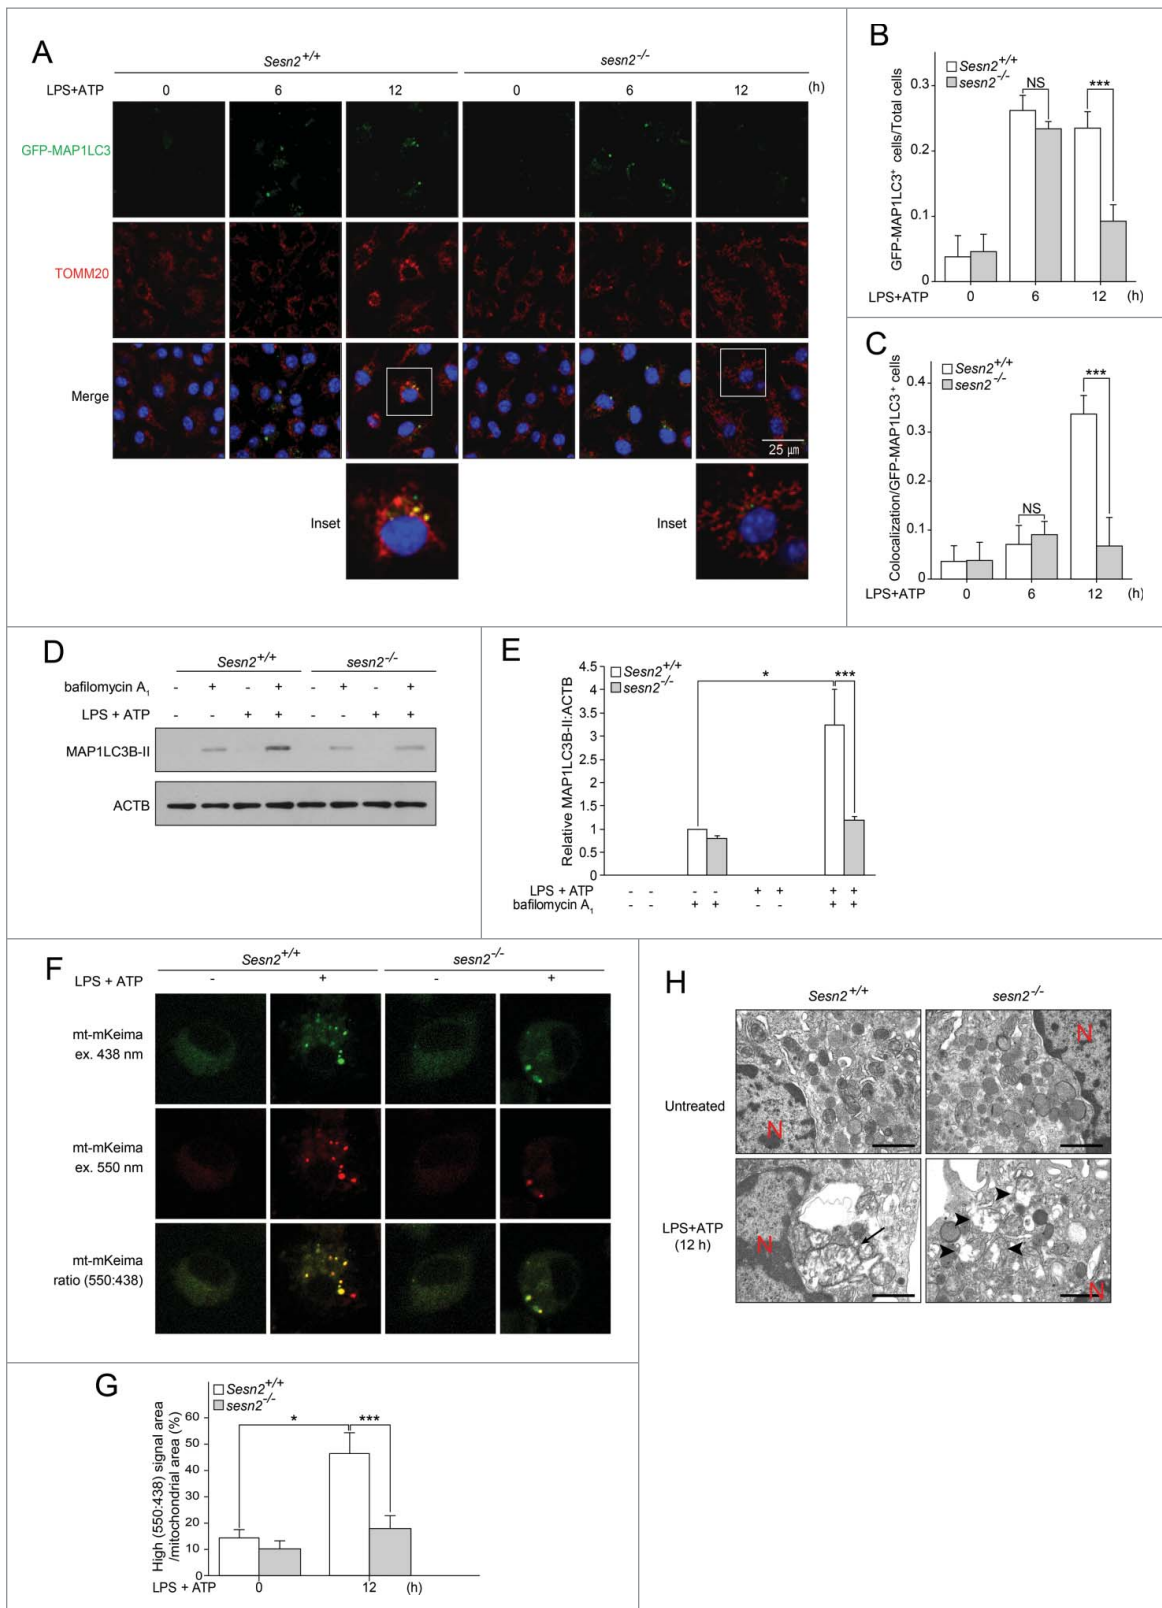 A
Sesn2+/+ sesn2-/-
LPS+ATP 0 6 12 0 6 12 (h)
GFP-MAP1LC3
TOMM20
Merge
25 μm
Inset Inset
B
Sesn2+/+
sesn2-/-
NS ***
GFP-MAP1LC3+ cells/Total cells
0.3
0.2
0.1
0
LPS+ATP 0 6 12 (h)
C
Sesn2+/+
sesn2-/-
***
NS
Colocalization/GFP-MAP1LC3+ cells
0.4
0.3
0.2
0.1
0
LPS+ATP 0 6 12 (h)
D
Sesn2+/+ sesn2-/-
bafilomycin A1 - + - + - + - +
LPS + ATP - - + + - - + +
MAP1LC3B-II
ACTB
E
Sesn2+/+
sesn2-/-
* ***
Relative MAP1LC3B-II:ACTB
4.5
4
3.5
3
2.5
2
1.5
1
0.5
0
LPS + ATP - - - - + + + +
bafilomycin A1 - - + + - - + +
F
Sesn2+/+ sesn2-/-
LPS + ATP - + - +
mt-mKeima
ex. 438 nm
mt-mKeima
ex. 550 nm
mt-mKeima
ratio (550:438)
G
Sesn2+/+
sesn2-/-
* ***
High (550:438) signal area
/mitochondrial area (%)
60
50
40
30
20
10
0
LPS + ATP 0 12 (h)
H
Sesn2+/+ sesn2-/-
Untreated
N N
LPS+ATP
(12 h)
N N